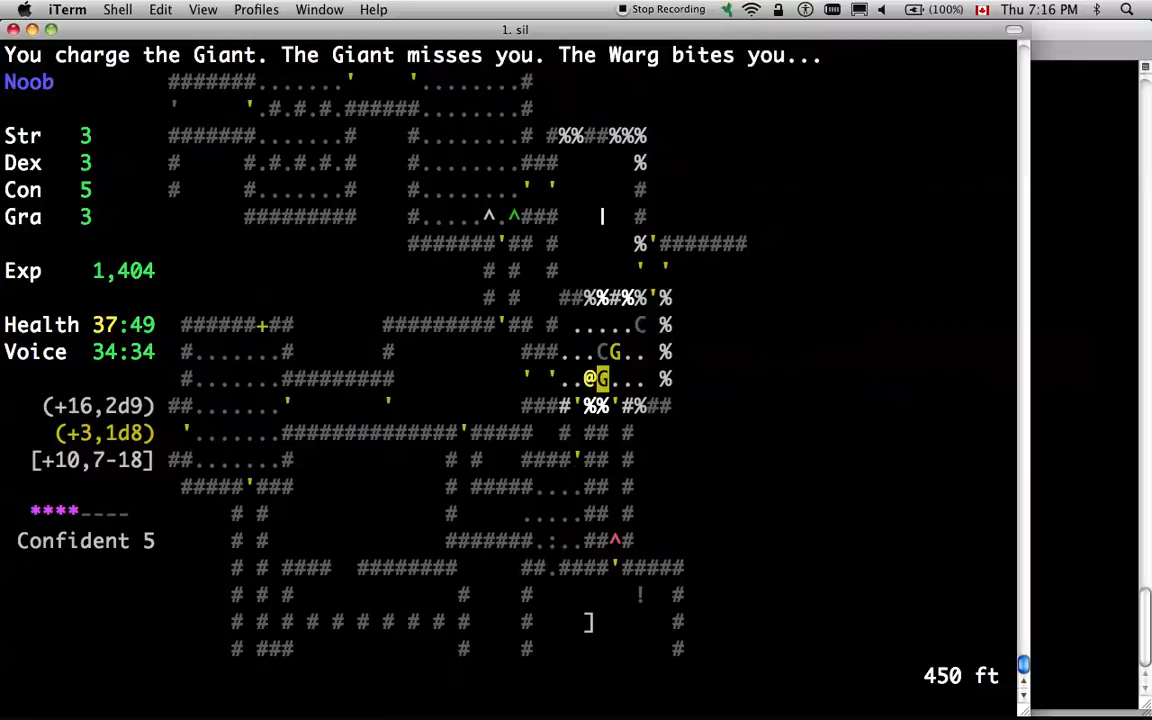 iTerm Shell Edit View Profiles Toolbelt Window Help Stop Recording (100%) Thu 7:16 PM
1. sil
You charge the Giant. The Giant misses you. The Warg bites you...
Noob #######.......' '.......#
' '.#.#.#.######........#
Str 3 #######.......# #.......# #%%##%%%
Dex 3 # #.#.#.#.# #.......### %
Con 5 # #.......# #.......' ' #
Gra 3 ######### #.....^.^### | #
#######'## # %'#######
Exp 1,404 # # # ' '
# # ##%%#%%'%
Health 37:49 ######+## #########'## # .....C %
Voice 34:34 #.......# # ###...CG.. %
#.......######### ' '..@G... %
(+16,2d9) ##.......' ' ####'%%'#%##
(+3,1d8) '.......##############'##### # ## #
[+10,7-18] ##.......# # # ####'## #
#####'### # #####....## #
****---- # # # .....## #
Confident 5 # # #######.:..##^#
# # #### ######## ##.####'#####
# # # # # ! #
# # # # # # # # # # ] #
# ### # # #
450 ft